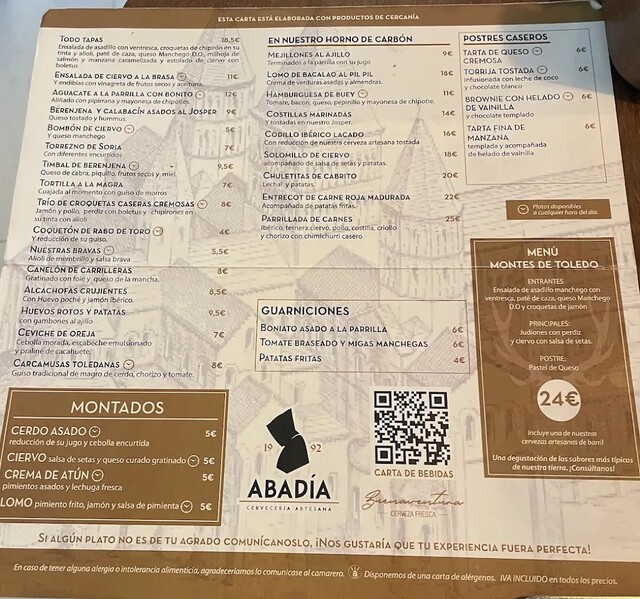 ESTA CARTA ESTÁ ELABORADA CON PRODUCTOS DE CERCANÍA
TODO TAPAS 18,5€
Ensalada de asadillo con ventresca, croquetas de chipirón en su
tinta y alioli, paté de caza, queso Manchego D.O, milhoja de
salmón y manzana caramelizada y estofado de ciervo con
boletus
ENSALADA DE CIERVO A LA BRASA 11€
Y endibias con vinagreta de frutos secos y aceituna.
AGUACATE A LA PARRILLA CON BONITO 12€
Aliñado con pipirrana y mayonesa de chipotles.
BERENJENA Y CALABACÍN ASADOS AL JOSPER 9€
Queso tostado y hummus.
BOMBÓN DE CIERVO 5€
Y queso manchego
TORREZNO DE SORIA 7€
Con diferentes encurtidos
TIMBAL DE BERENJENA 9,5€
Queso de cabra, piquillo, frutos secos y miel.
TORTILLA A LA MAGRA 7€
Cuajada al momento con guiso de morros
TRÍO DE CROQUETAS CASERAS CREMOSAS 8€
Jamón y pollo, perdiz con boletus y chipirones en
su tinta con alioli
COQUETÓN DE RABO DE TORO 4€
Y reducción de su guiso.
NUESTRAS BRAVAS 5,5€
Alioli de membrillo y salsa brava
CANELÓN DE CARRILLERAS 8€
Gratinado con foie y queso de la mancha.
ALCACHOFAS CRUJIENTES 8,5€
Con Huevo poché y jamón ibérico.
HUEVOS ROTOS Y PATATAS 9,5€
con gambones al ajillo
CEVICHE DE OREJA 7€
Cebolla morada, escabeche emulsionado
y praliné de cacahuete.
CARCAMUSAS TOLEDANAS 8€
Guiso tradicional de magro de cerdo, chorizo y tomate.
EN NUESTRO HORNO DE CARBÓN
MEJILLONES AL AJILLO 9€
Terminados a la parrilla con su jugo
LOMO DE BACALAO AL PIL PIL 18€
Crema de verduras asadas y almendras.
HAMBURGUESA DE BUEY 11€
Tomate, bacon, queso, pepinillo y mayonesa de chipotle.
COSTILLAS MARINADAS 14€
Y tostadas en nuestro Josper.
CODILLO IBÉRICO LACADO 16€
Con reducción de nuestra cerveza artesana tostada
SOLOMILLO DE CIERVO 18€
acompañado de salsa de setas y patatas.
CHULETITAS DE CABRITO 20€
Lechal y patatas.
ENTRECOT DE CARNE ROJA MADURADA 22€
Acompañada de patatas fritas.
PARRILLADA DE CARNES 25€
Ibérico, ternera, ciervo, pollo, costilla, criollo
y chorizo con chimichurri casero
GUARNICIONES
BONIATO ASADO A LA PARRILLA 6€
TOMATE BRASEADO Y MIGAS MANCHEGAS 6€
PATATAS FRITAS 4€
POSTRES CASEROS
TARTA DE QUESO 6€
CREMOSA
TORRIJA TOSTADA 6€
Infusionada con leche de coco
y chocolate blanco
BROWNIE CON HELADO 6€
DE VAINILLA
y chocolate templado
TARTA FINA DE 6€
MANZANA
templada y acompañada
de helado de vainilla
Platos disponibles
a cualquier hora del día.
MENÚ
MONTES DE TOLEDO
ENTRANTES:
Ensalada de asadillo manchego con
ventresca, paté de caza, queso Manchego
D.O y croquetas de jamón
PRINCIPALES:
Judiones con perdiz
y ciervo con salsa de setas.
POSTRE:
Pastel de Queso
24€
Incluye una de nuestras
cervezas artesanas de barril
Una degustación de los sabores más típicos
de nuestra tierra. ¡Consúltanos!
MONTADOS
CERDO ASADO 5€
reducción de su jugo y cebolla encurtida
CIERVO salsa de setas y queso curado gratinado 5€
CREMA DE ATÚN 5€
pimientos asados y lechuga fresca
LOMO pimiento frito, jamón y salsa de pimienta 5€
19 92
ABADÍA
CERVECERÍA ARTESANA
CARTA DE BEBIDAS
Buenaventura
CERVEZA FRESCA
SI ALGÚN PLATO NO ES DE TU AGRADO COMUNÍCANOSLO, ¡NOS GUSTARÍA QUE TU EXPERIENCIA FUERA PERFECTA!
En caso de tener alguna alergia o intolerancia alimenticia, agradeceríamos lo comunicase al camarero. Disponemos de una carta de alérgenos. IVA INCLUIDO en todos los precios.